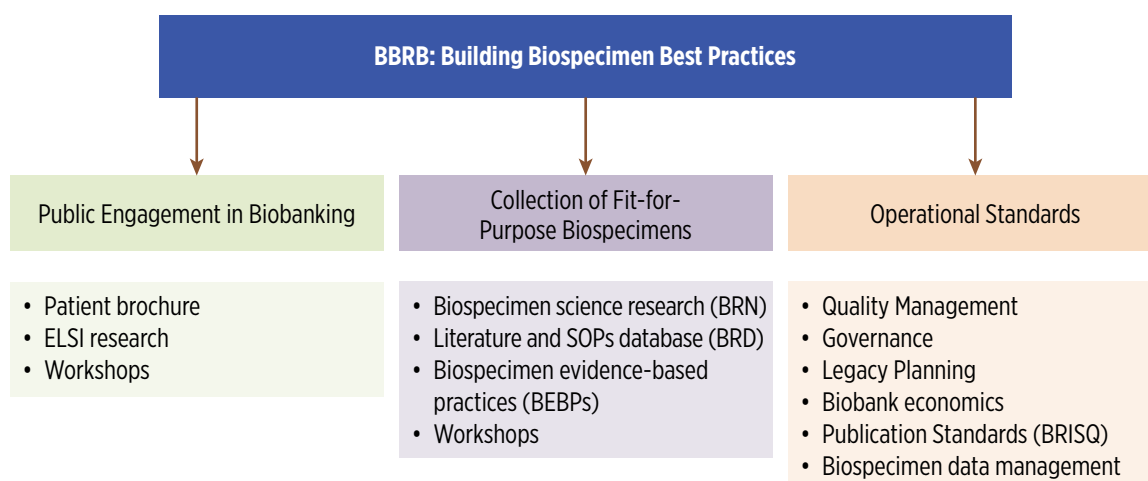 BBRB: Building Biospecimen Best Practices
Public Engagement in Biobanking
• Patient brochure
• ELSI research
• Workshops
Collection of Fit-for-
Purpose Biospecimens
• Biospecimen science research (BRN)
• Literature and SOPs database (BRD)
• Biospecimen evidence-based
practices (BEBPs)
• Workshops
Operational Standards
• Quality Management
• Governance
• Legacy Planning
• Biobank economics
• Publication Standards (BRISQ)
• Biospecimen data management